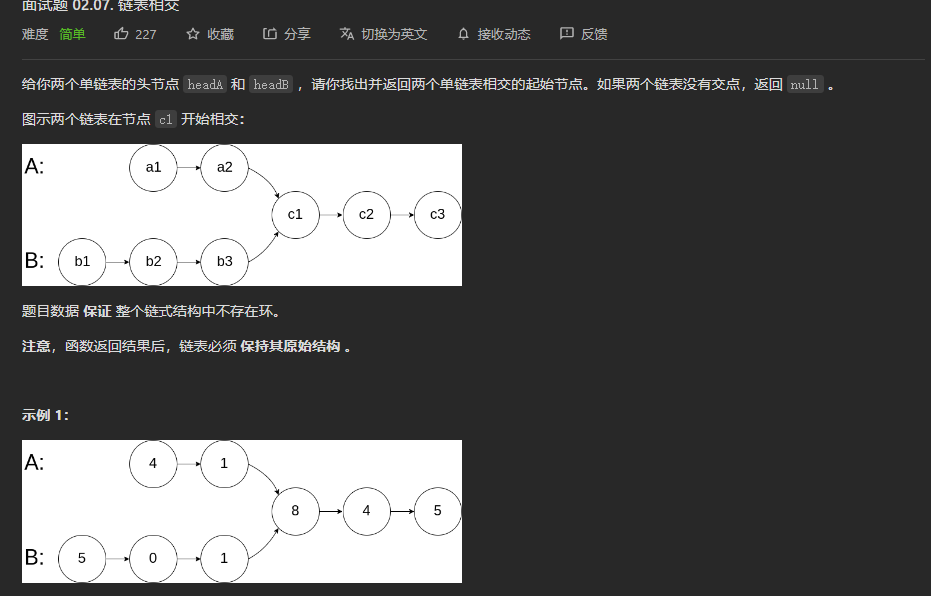 面试题 02.07. 链表相交
难度 简单 227 收藏 分享 切换为英文 接收动态 反馈
给你两个单链表的头节点 headA 和 headB ，请你找出并返回两个单链表相交的起始节点。如果两个链表没有交点，返回 null 。
图示两个链表在节点 c1 开始相交：
A: a1 a2
c1 c2 c3
B: b1 b2 b3
题目数据 保证 整个链式结构中不存在环。
注意，函数返回结果后，链表必须 保持其原始结构 。
示例 1：
A: 4 1
8 4 5
B: 5 0 1